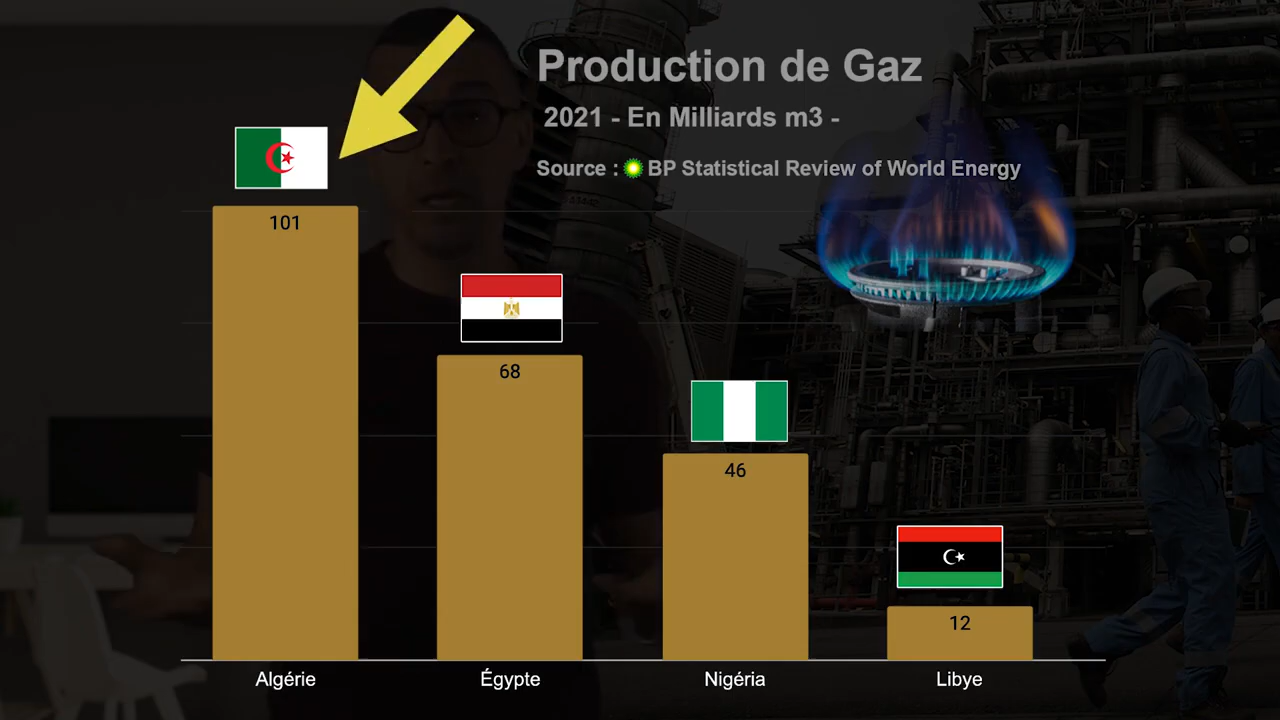 Production de Gaz
2021 - En Milliards m3 -
Source : BP Statistical Review of World Energy
101
68
46
12
Algérie Égypte Nigéria Libye